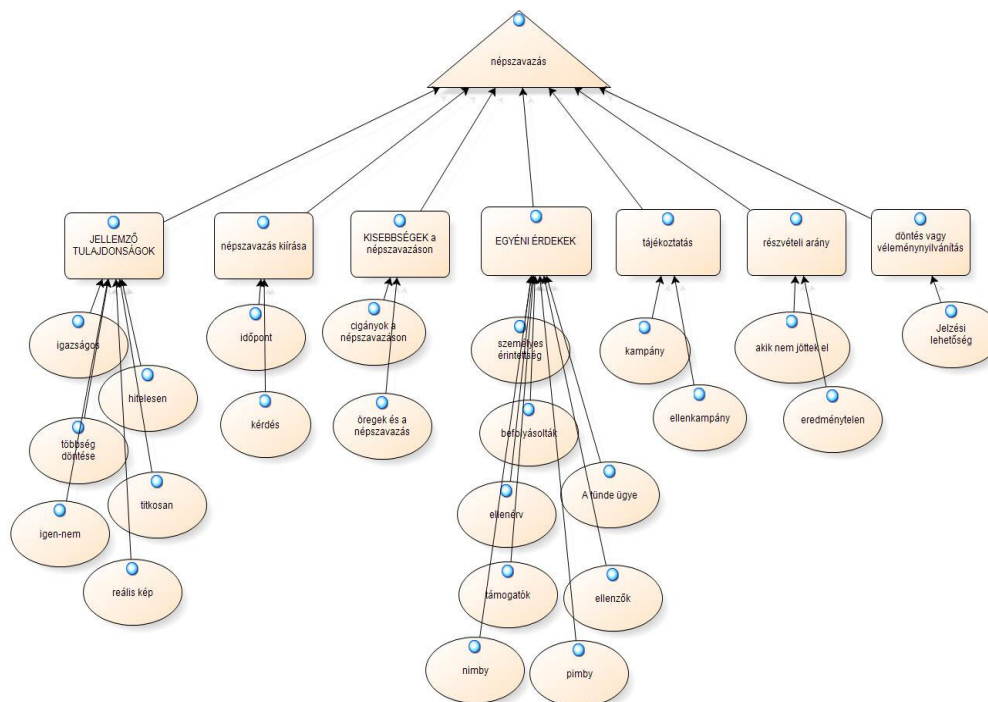 népszavazás
JELLEMZŐ
TULAJDONSÁGOK
népszavazás kiírása
KISEBBSÉGEK a
népszavazáson
EGYÉNI ÉRDEKEK
tájékoztatás
részvételi arány
döntés vagy
véleménynyilvánítás
igazságos
hitelesen
többség
döntése
titkosan
igen-nem
reális kép
időpont
kérdés
cigányok a
népszavazáson
öregek és a
népszavazás
személyes
érintettség
befolyásolták
ellenérv
A tünde ügye
támogatók
ellenzők
nimby
pimby
kampány
ellenkampány
akik nem jöttek el
eredménytelen
Jelzési
lehetőség